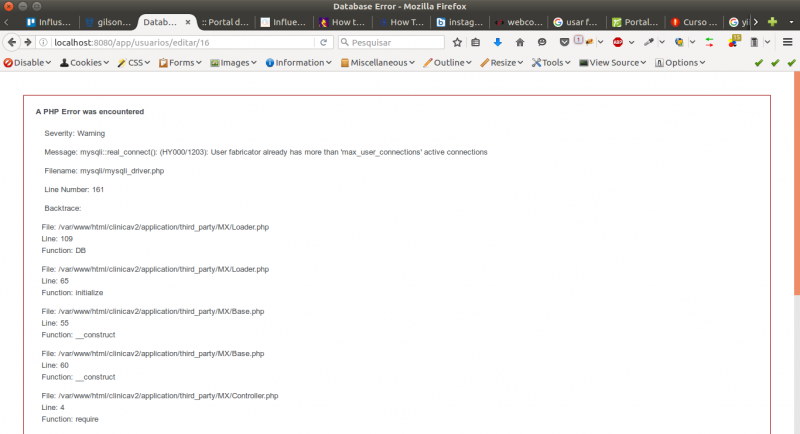 Database Error - Mozilla Firefox
Influs...
gilson...
Datab...
:: Portal d...
Influe...
How t...
How T...
instag...
webco...
usar f...
Portal...
Curso
yi
localhost:8080/app/usuarios/editar/16
Pesquisar
ABP
Disable
Cookies
CSS
Forms
Images
Information
Miscellaneous
Outline
Resize
Tools
View Source
Options
A PHP Error was encountered
Severity: Warning
Message: mysqli::real_connect(): (HY000/1203): User fabricator already has more than 'max_user_connections' active connections
Filename: mysqli/mysqli_driver.php
Line Number: 161
Backtrace:
File: /var/www/html/clinicav2/application/third_party/MX/Loader.php
Line: 109
Function: DB
File: /var/www/html/clinicav2/application/third_party/MX/Loader.php
Line: 65
Function: initialize
File: /var/www/html/clinicav2/application/third_party/MX/Base.php
Line: 55
Function: __construct
File: /var/www/html/clinicav2/application/third_party/MX/Base.php
Line: 60
Function: __construct
File: /var/www/html/clinicav2/application/third_party/MX/Controller.php
Line: 4
Function: require